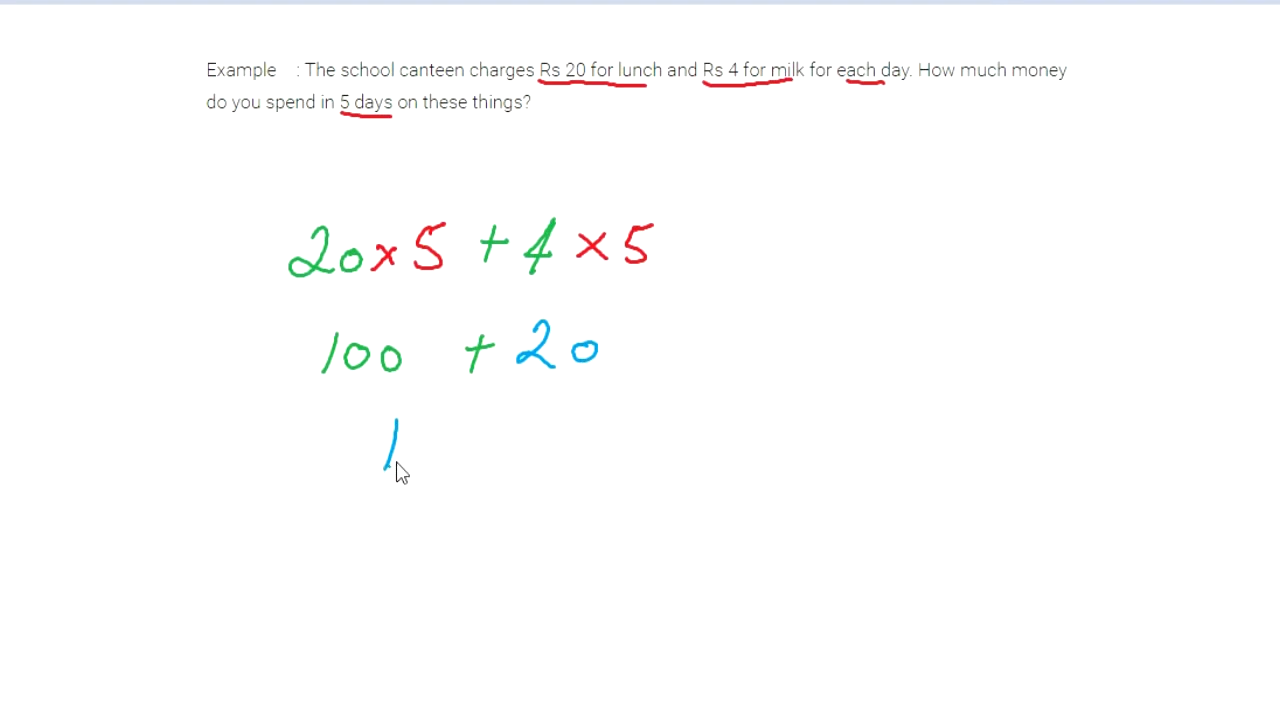 Example : The school canteen charges Rs 20 for lunch and Rs 4 for milk for each day. How much money
do you spend in 5 days on these things?
20 × 5 + 4 × 5
100 + 20
1